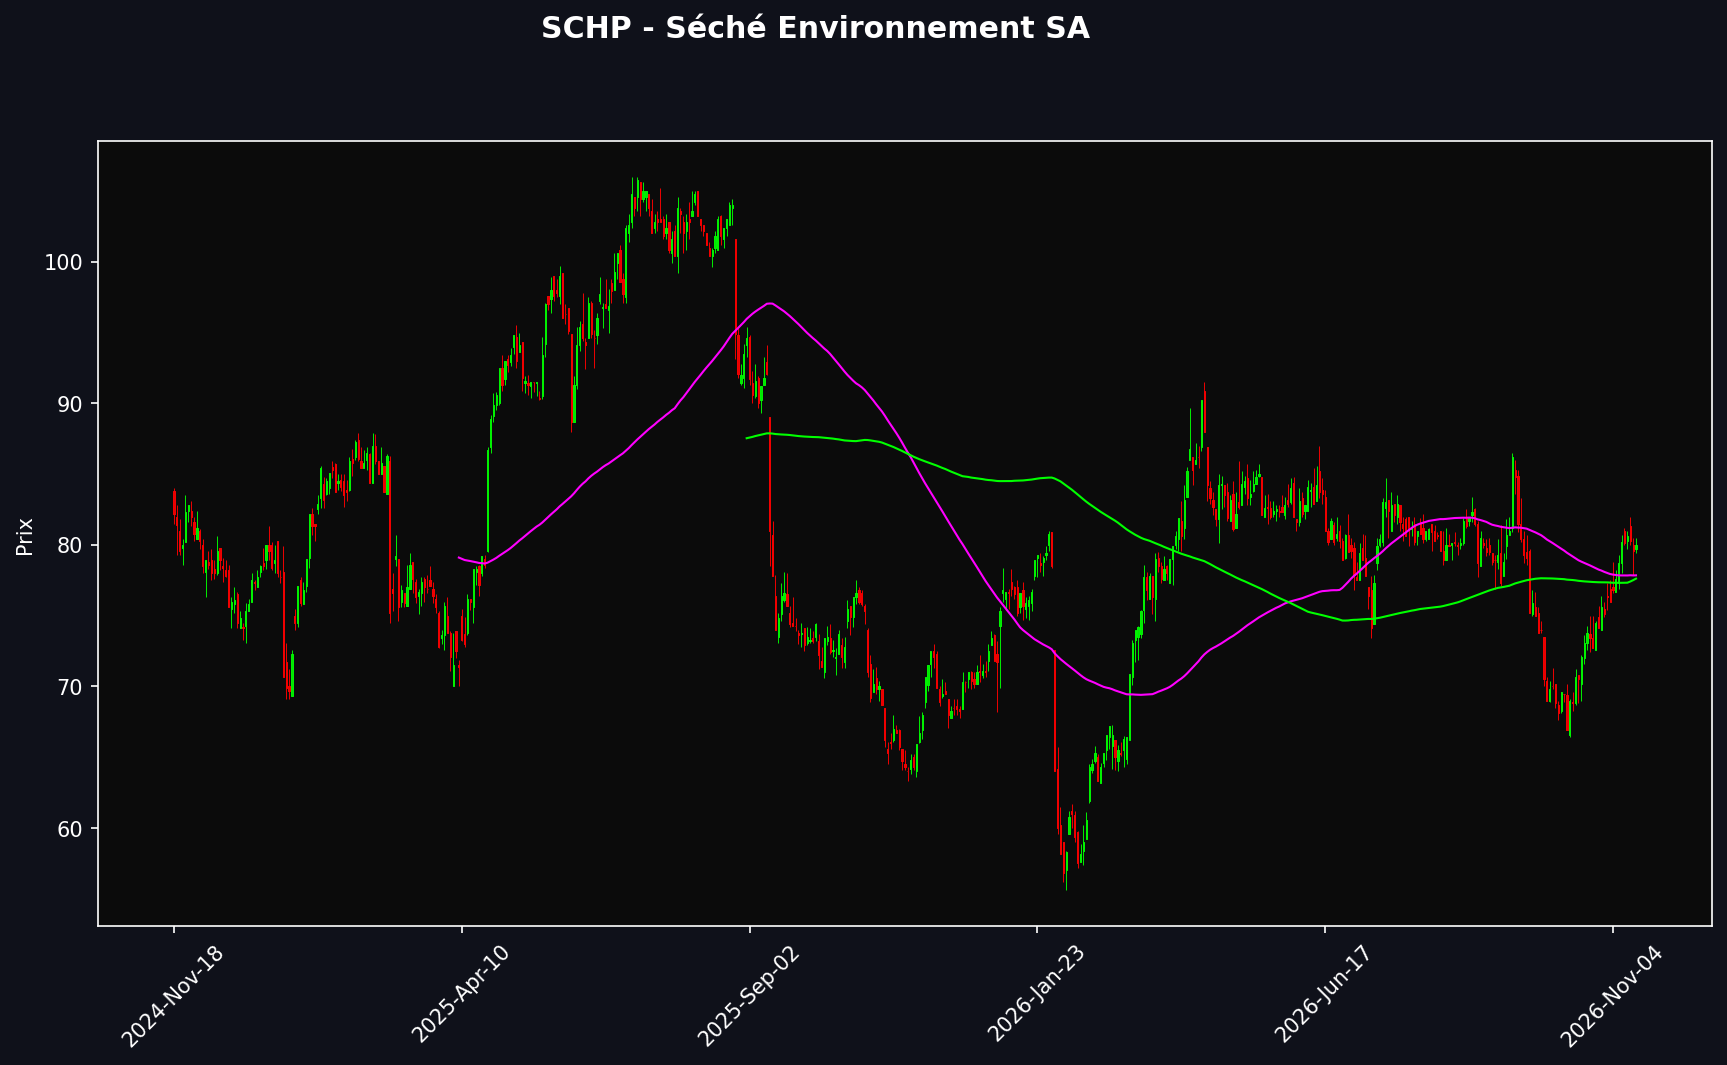 SCHP - Séché Environnement SA
Prix
100
90
80
70
60
2024-Nov-18
2025-Apr-10
2025-Sep-02
2026-Jan-23
2026-Jun-17
2026-Nov-04